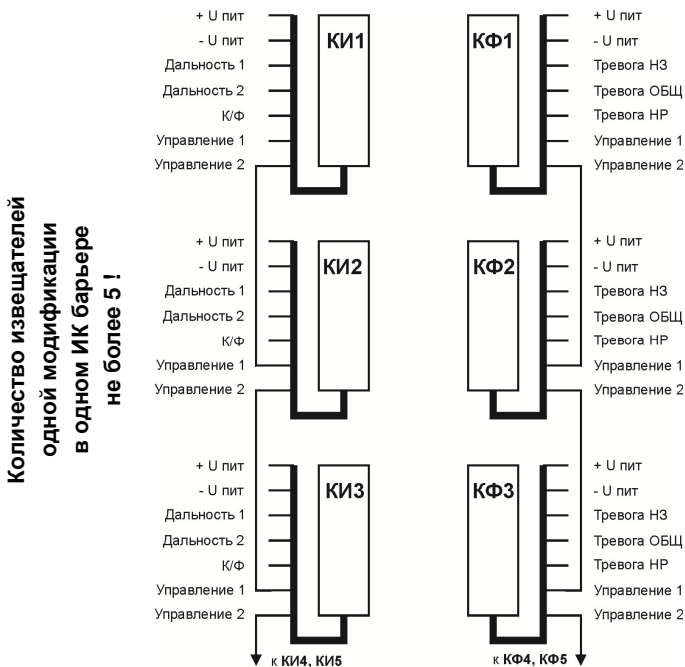 Количество извещателей
одной модификации
в одном ИК барьере
не более 5 !
+ U пит
- U пит
Дальность 1
Дальность 2
К/Ф
Управление 1
Управление 2
КИ1
КФ1
+ U пит
- U пит
Тревога НЗ
Тревога ОБЩ
Тревога НР
Управление 1
Управление 2
+ U пит
- U пит
Дальность 1
Дальность 2
К/Ф
Управление 1
Управление 2
КИ2
КФ2
+ U пит
- U пит
Тревога НЗ
Тревога ОБЩ
Тревога НР
Управление 1
Управление 2
+ U пит
- U пит
Дальность 1
Дальность 2
К/Ф
Управление 1
Управление 2
КИ3
КФ3
+ U пит
- U пит
Тревога НЗ
Тревога ОБЩ
Тревога НР
Управление 1
Управление 2
к КИ4, КИ5
к КФ4, КФ5